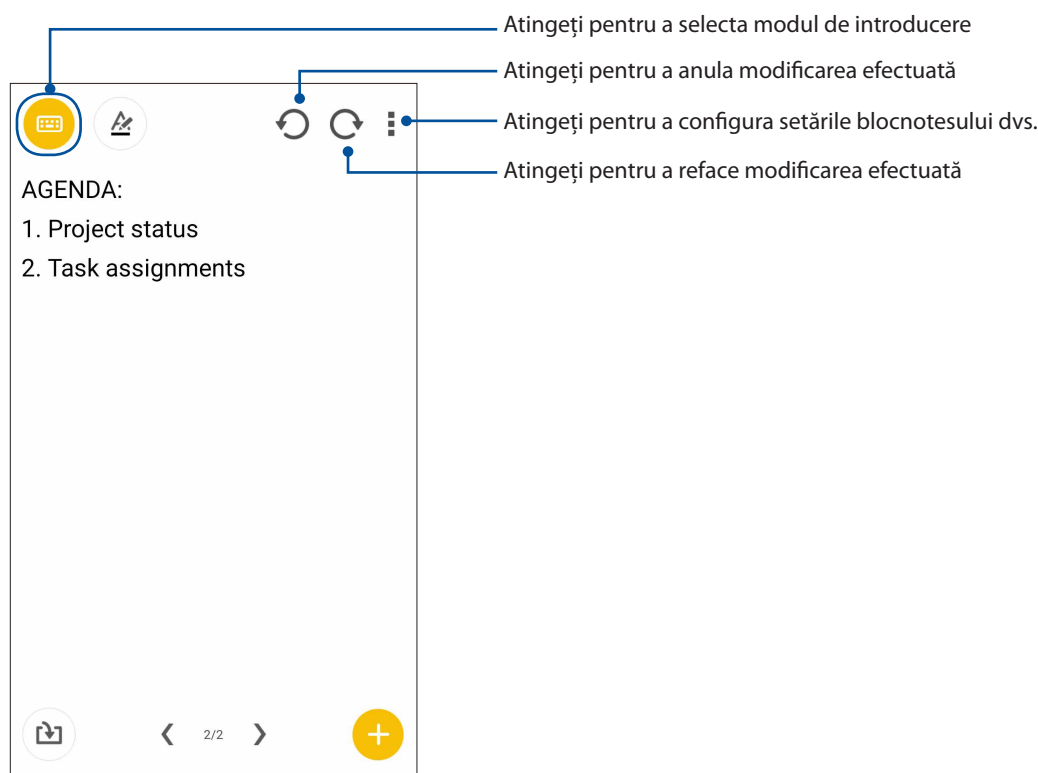 Atingeți pentru a selecta modul de introducere
Atingeți pentru a anula modificarea efectuată
Atingeți pentru a configura setările blocnotesului dvs.
Atingeți pentru a reface modificarea efectuată
AGENDA:
1. Project status
2. Task assignments
2/2